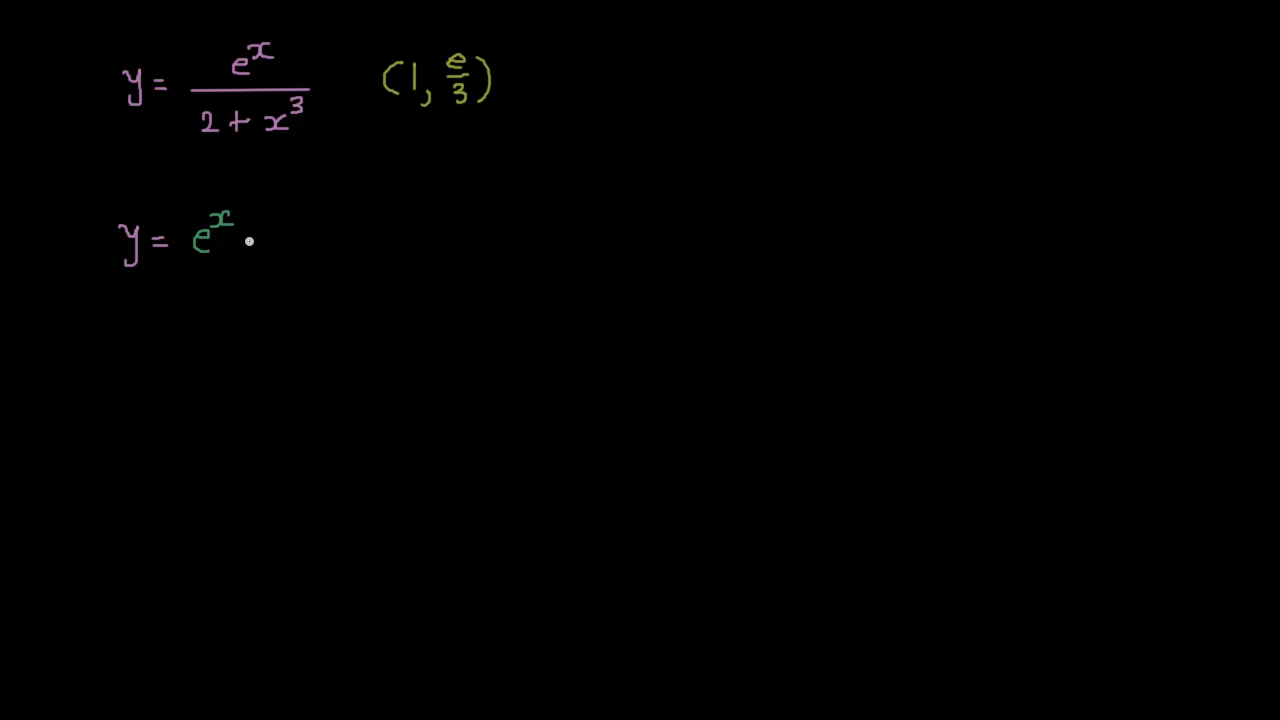 y = e^x / (2 + x^3) (1, e/3)
y = e^x